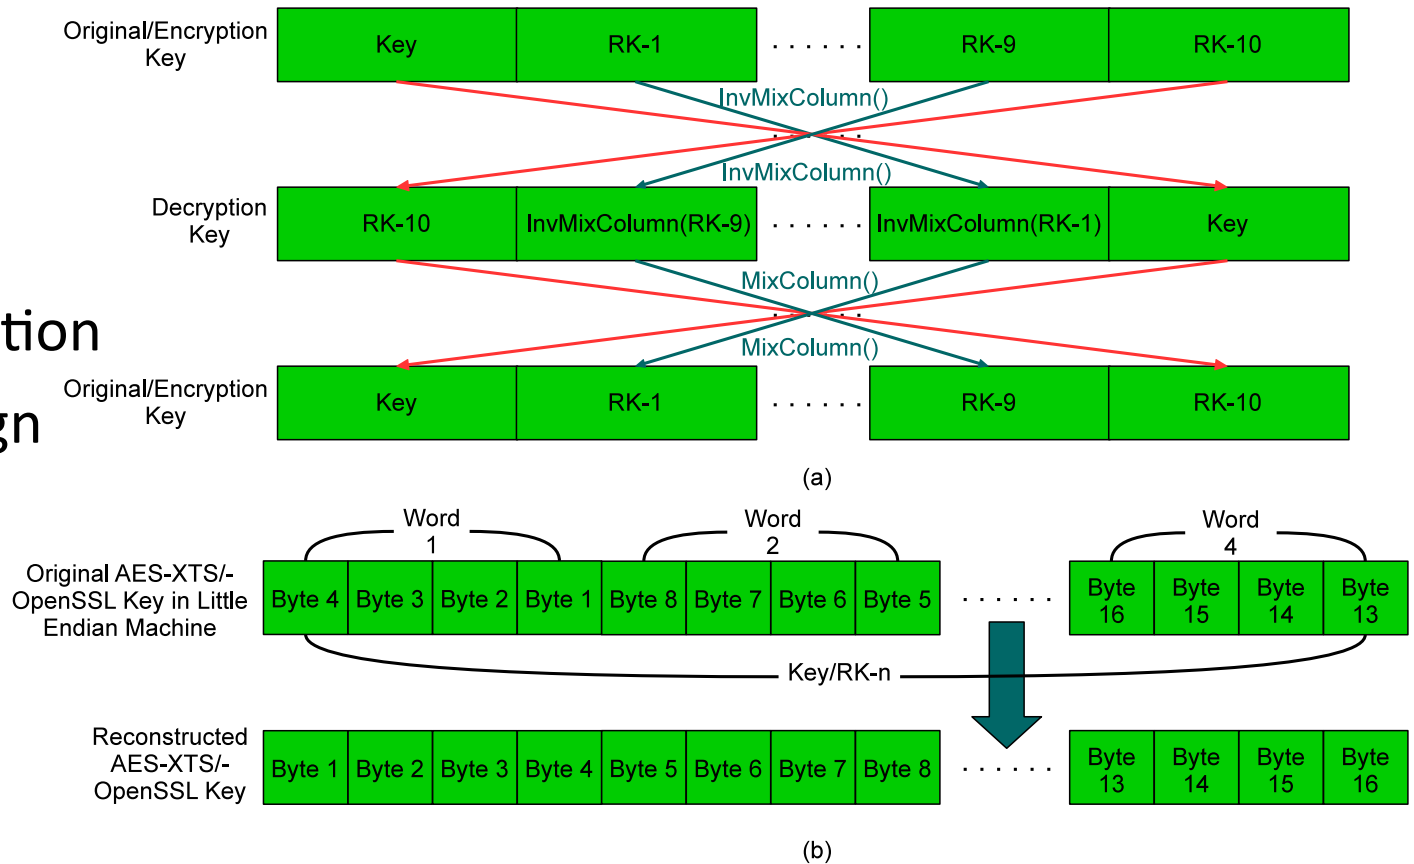 Original/Encryption
Key
Key
RK-1
. . . . . .
RK-9
RK-10
InvMixColumn()
. . . . . .
InvMixColumn()
Decryption
Key
RK-10
InvMixColumn(RK-9)
. . . . . .
InvMixColumn(RK-1)
Key
MixColumn()
. . . . . .
MixColumn()
tion
gn
Original/Encryption
Key
Key
RK-1
. . . . . .
RK-9
RK-10
(a)
Word
1
Word
2
Word
4
Original AES-XTS/-
OpenSSL Key in Little
Endian Machine
Byte 4
Byte 3
Byte 2
Byte 1
Byte 8
Byte 7
Byte 6
Byte 5
. . . . . .
Byte
16
Byte
15
Byte
14
Byte
13
Key/RK-n
Reconstructed
AES-XTS/-
OpenSSL Key
Byte 1
Byte 2
Byte 3
Byte 4
Byte 5
Byte 6
Byte 7
Byte 8
. . . . . .
Byte
13
Byte
14
Byte
15
Byte
16
(b)